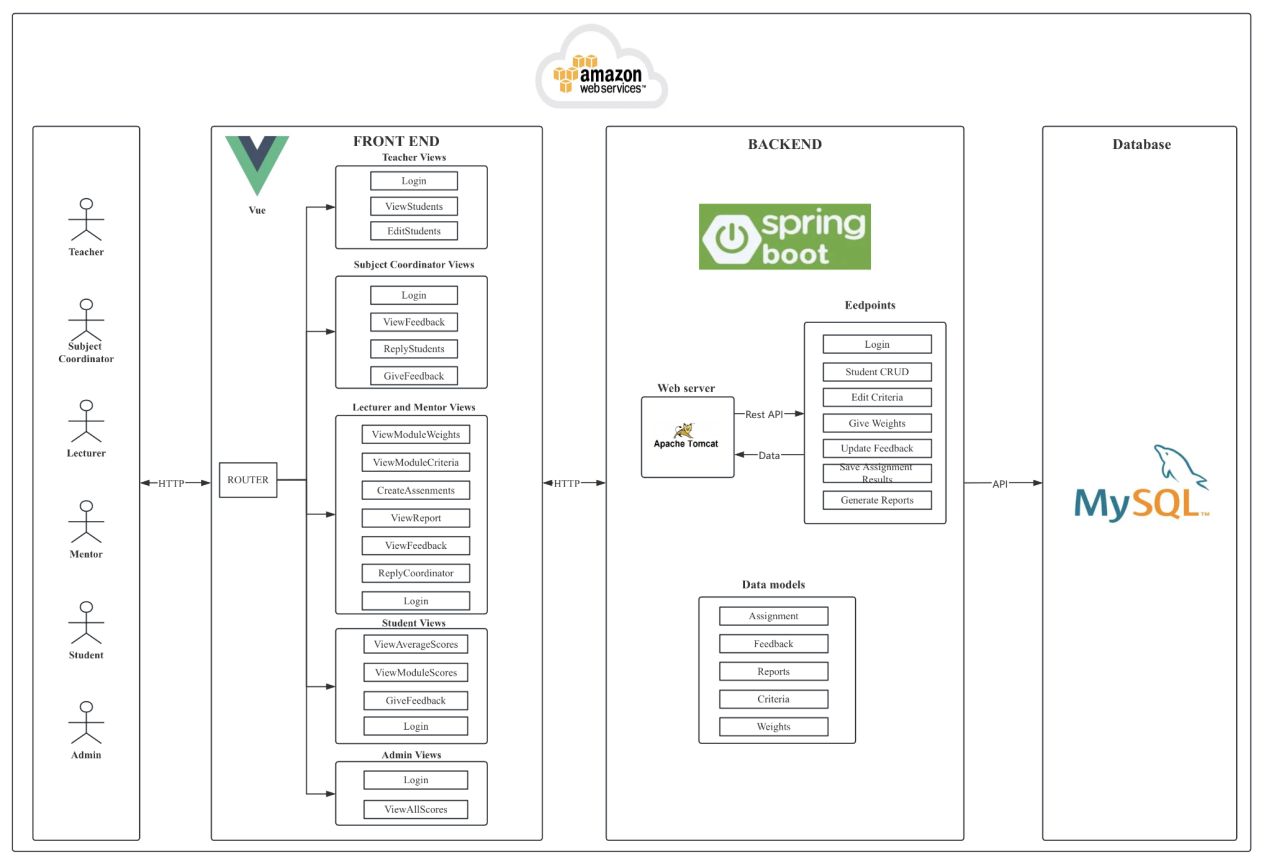 amazon
webservices™
Teacher
Subject
Coordinator
Lecturer
Mentor
Student
Admin
HTTP
FRONT END
Vue
ROUTER
Teacher Views
Login
ViewStudents
EditStudents
Subject Coordinator Views
Login
ViewFeedback
ReplyStudents
GiveFeedback
Lecturer and Mentor Views
ViewModuleWeights
ViewModuleCriteria
CreateAssenments
ViewReport
ViewFeedback
ReplyCoordinator
Login
Student Views
ViewAverageScores
ViewModuleScores
GiveFeedback
Login
Admin Views
Login
ViewAllScores
HTTP
BACKEND
spring
boot
Web server
Apache Tomcat
Rest API
Data
Eedpoints
Login
Student CRUD
Edit Criteria
Give Weights
Update Feedback
Save Assignment
Results
Generate Reports
Data models
Assignment
Feedback
Reports
Criteria
Weights
API
Database
MySQL™